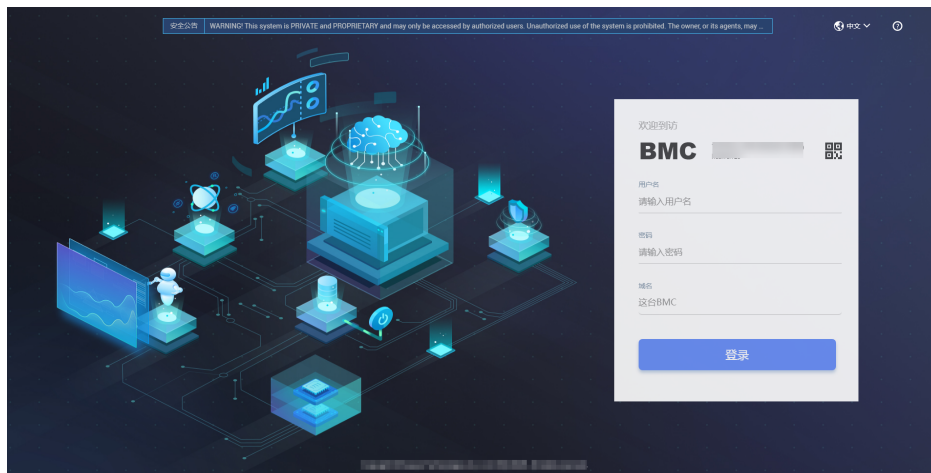 安全公告 WARNING! This system is PRIVATE and PROPRIETARY and may only be accessed by authorized users. Unauthorized use of the system is prohibited. The owner, or its agents, may ...
中文
欢迎到访
BMC
用户名
请输入用户名
密码
请输入密码
域名
这台BMC
登录